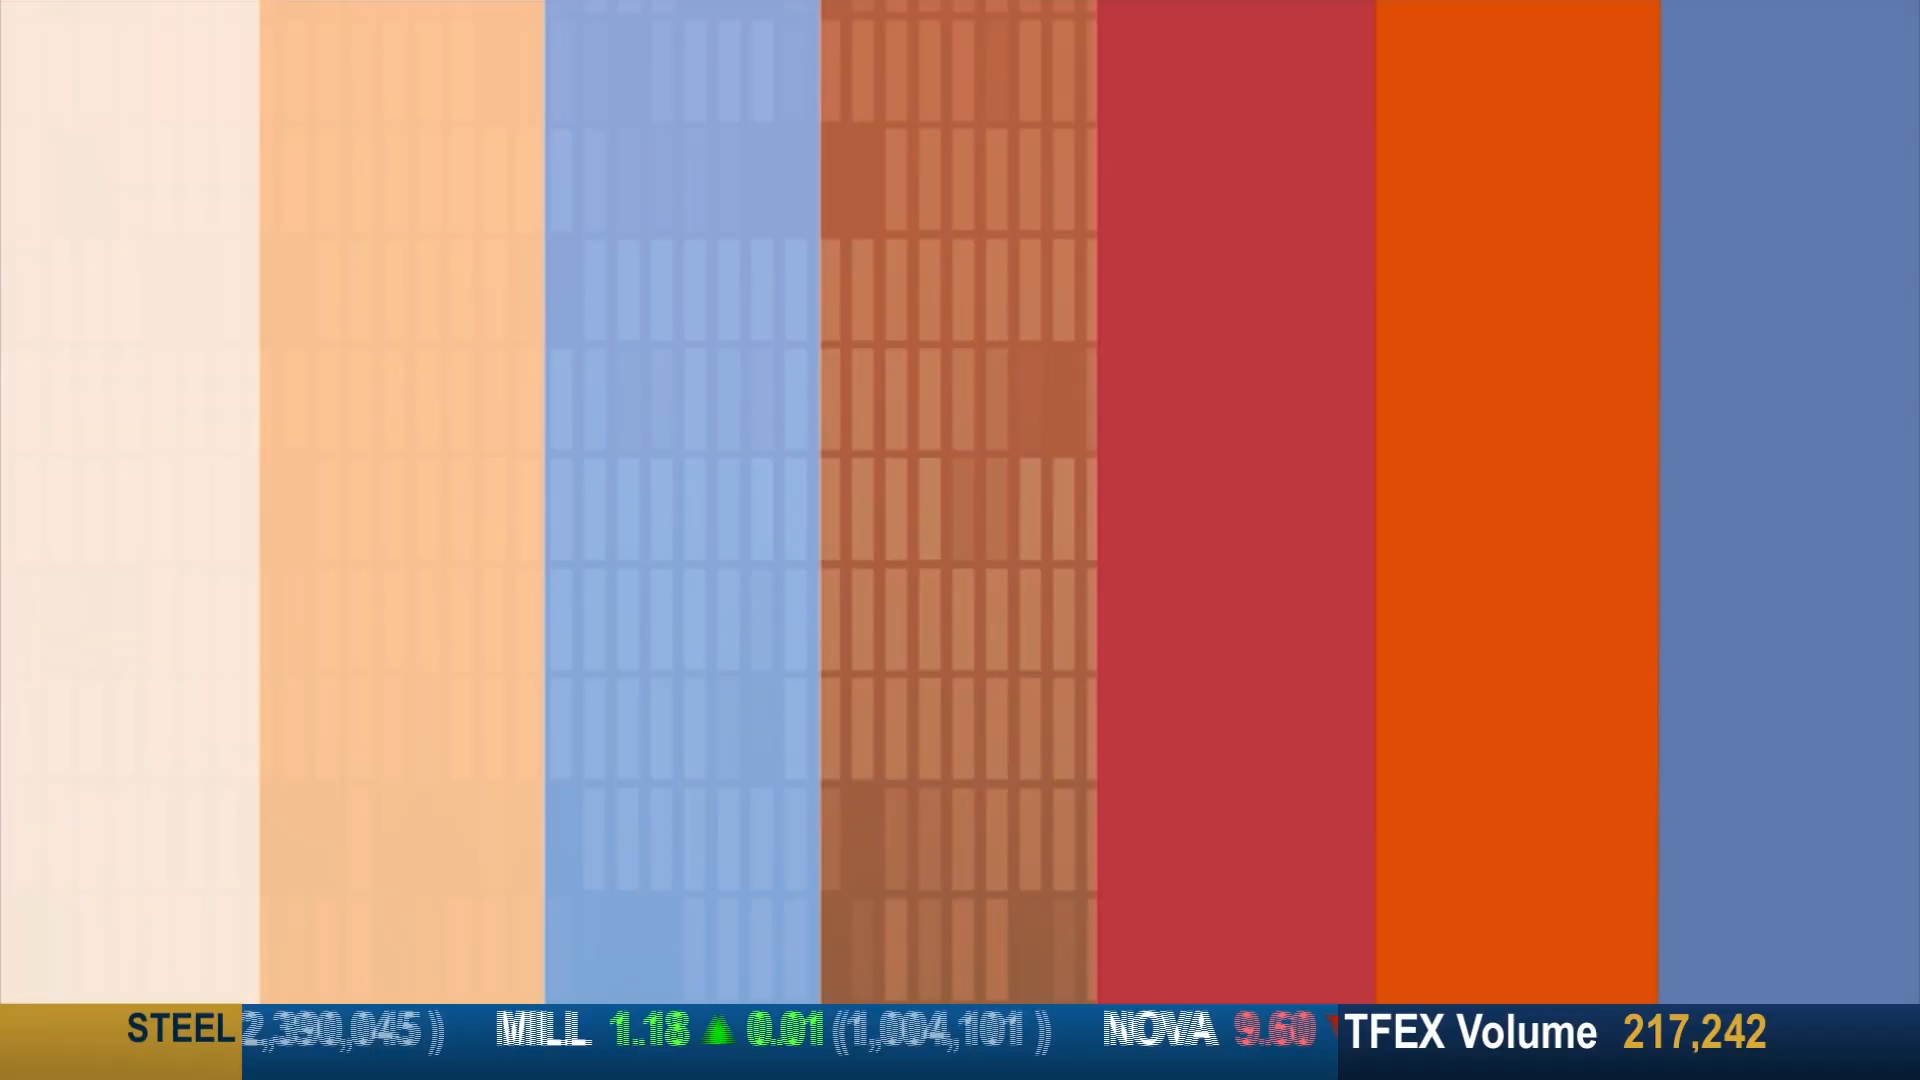 STEEL 2,390,045) MILL 1.18 ▲ 0.01 (1,004,101) NOVA 9.60 ▼ TFEX Volume 217,242